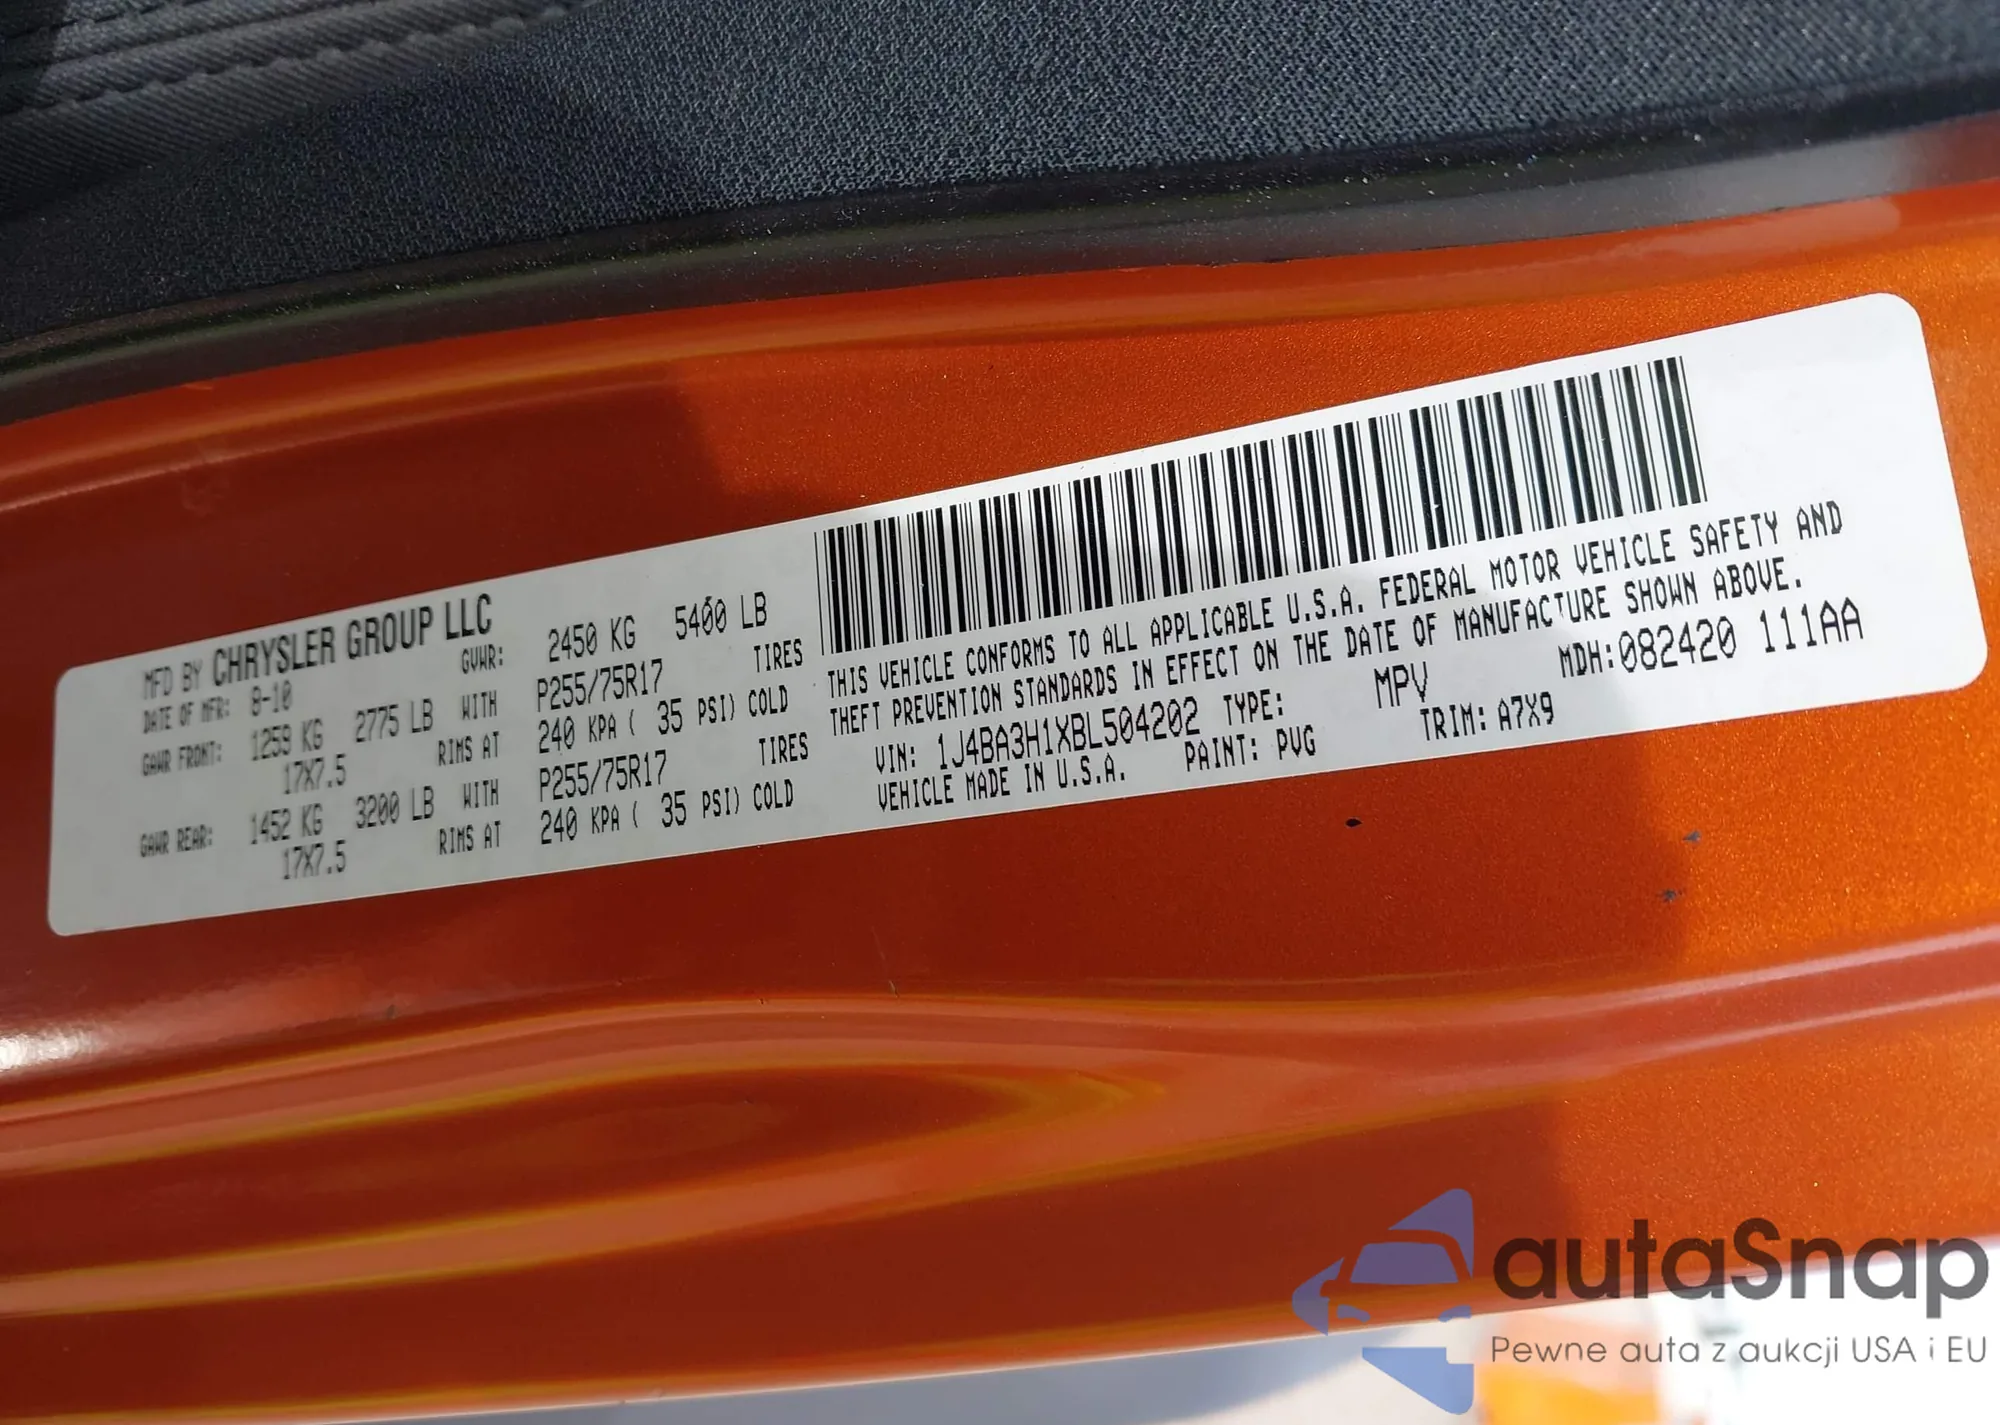 MFD BY CHRYSLER GROUP LLC
DATE OF MFR: 8-10 GVWR: 2450 KG 5400 LB
GAWR FRONT: 1259 KG 2775 LB WITH P255/75R17 TIRES
17X7.5 RIMS AT 240 KPA ( 35 PSI) COLD
GAWR REAR: 1452 KG 3200 LB WITH P255/75R17 TIRES
17X7.5 RIMS AT 240 KPA ( 35 PSI) COLD
THIS VEHICLE CONFORMS TO ALL APPLICABLE U.S.A. FEDERAL MOTOR VEHICLE SAFETY AND
THEFT PREVENTION STANDARDS IN EFFECT ON THE DATE OF MANUFACTURE SHOWN ABOVE.
VIN: 1J4BA3H1XBL504202 TYPE: MPV MDH:082420 111AA
VEHICLE MADE IN U.S.A. PAINT: PVG TRIM: A7X9
autaSnap
Pewne auta z aukcji USA i EU